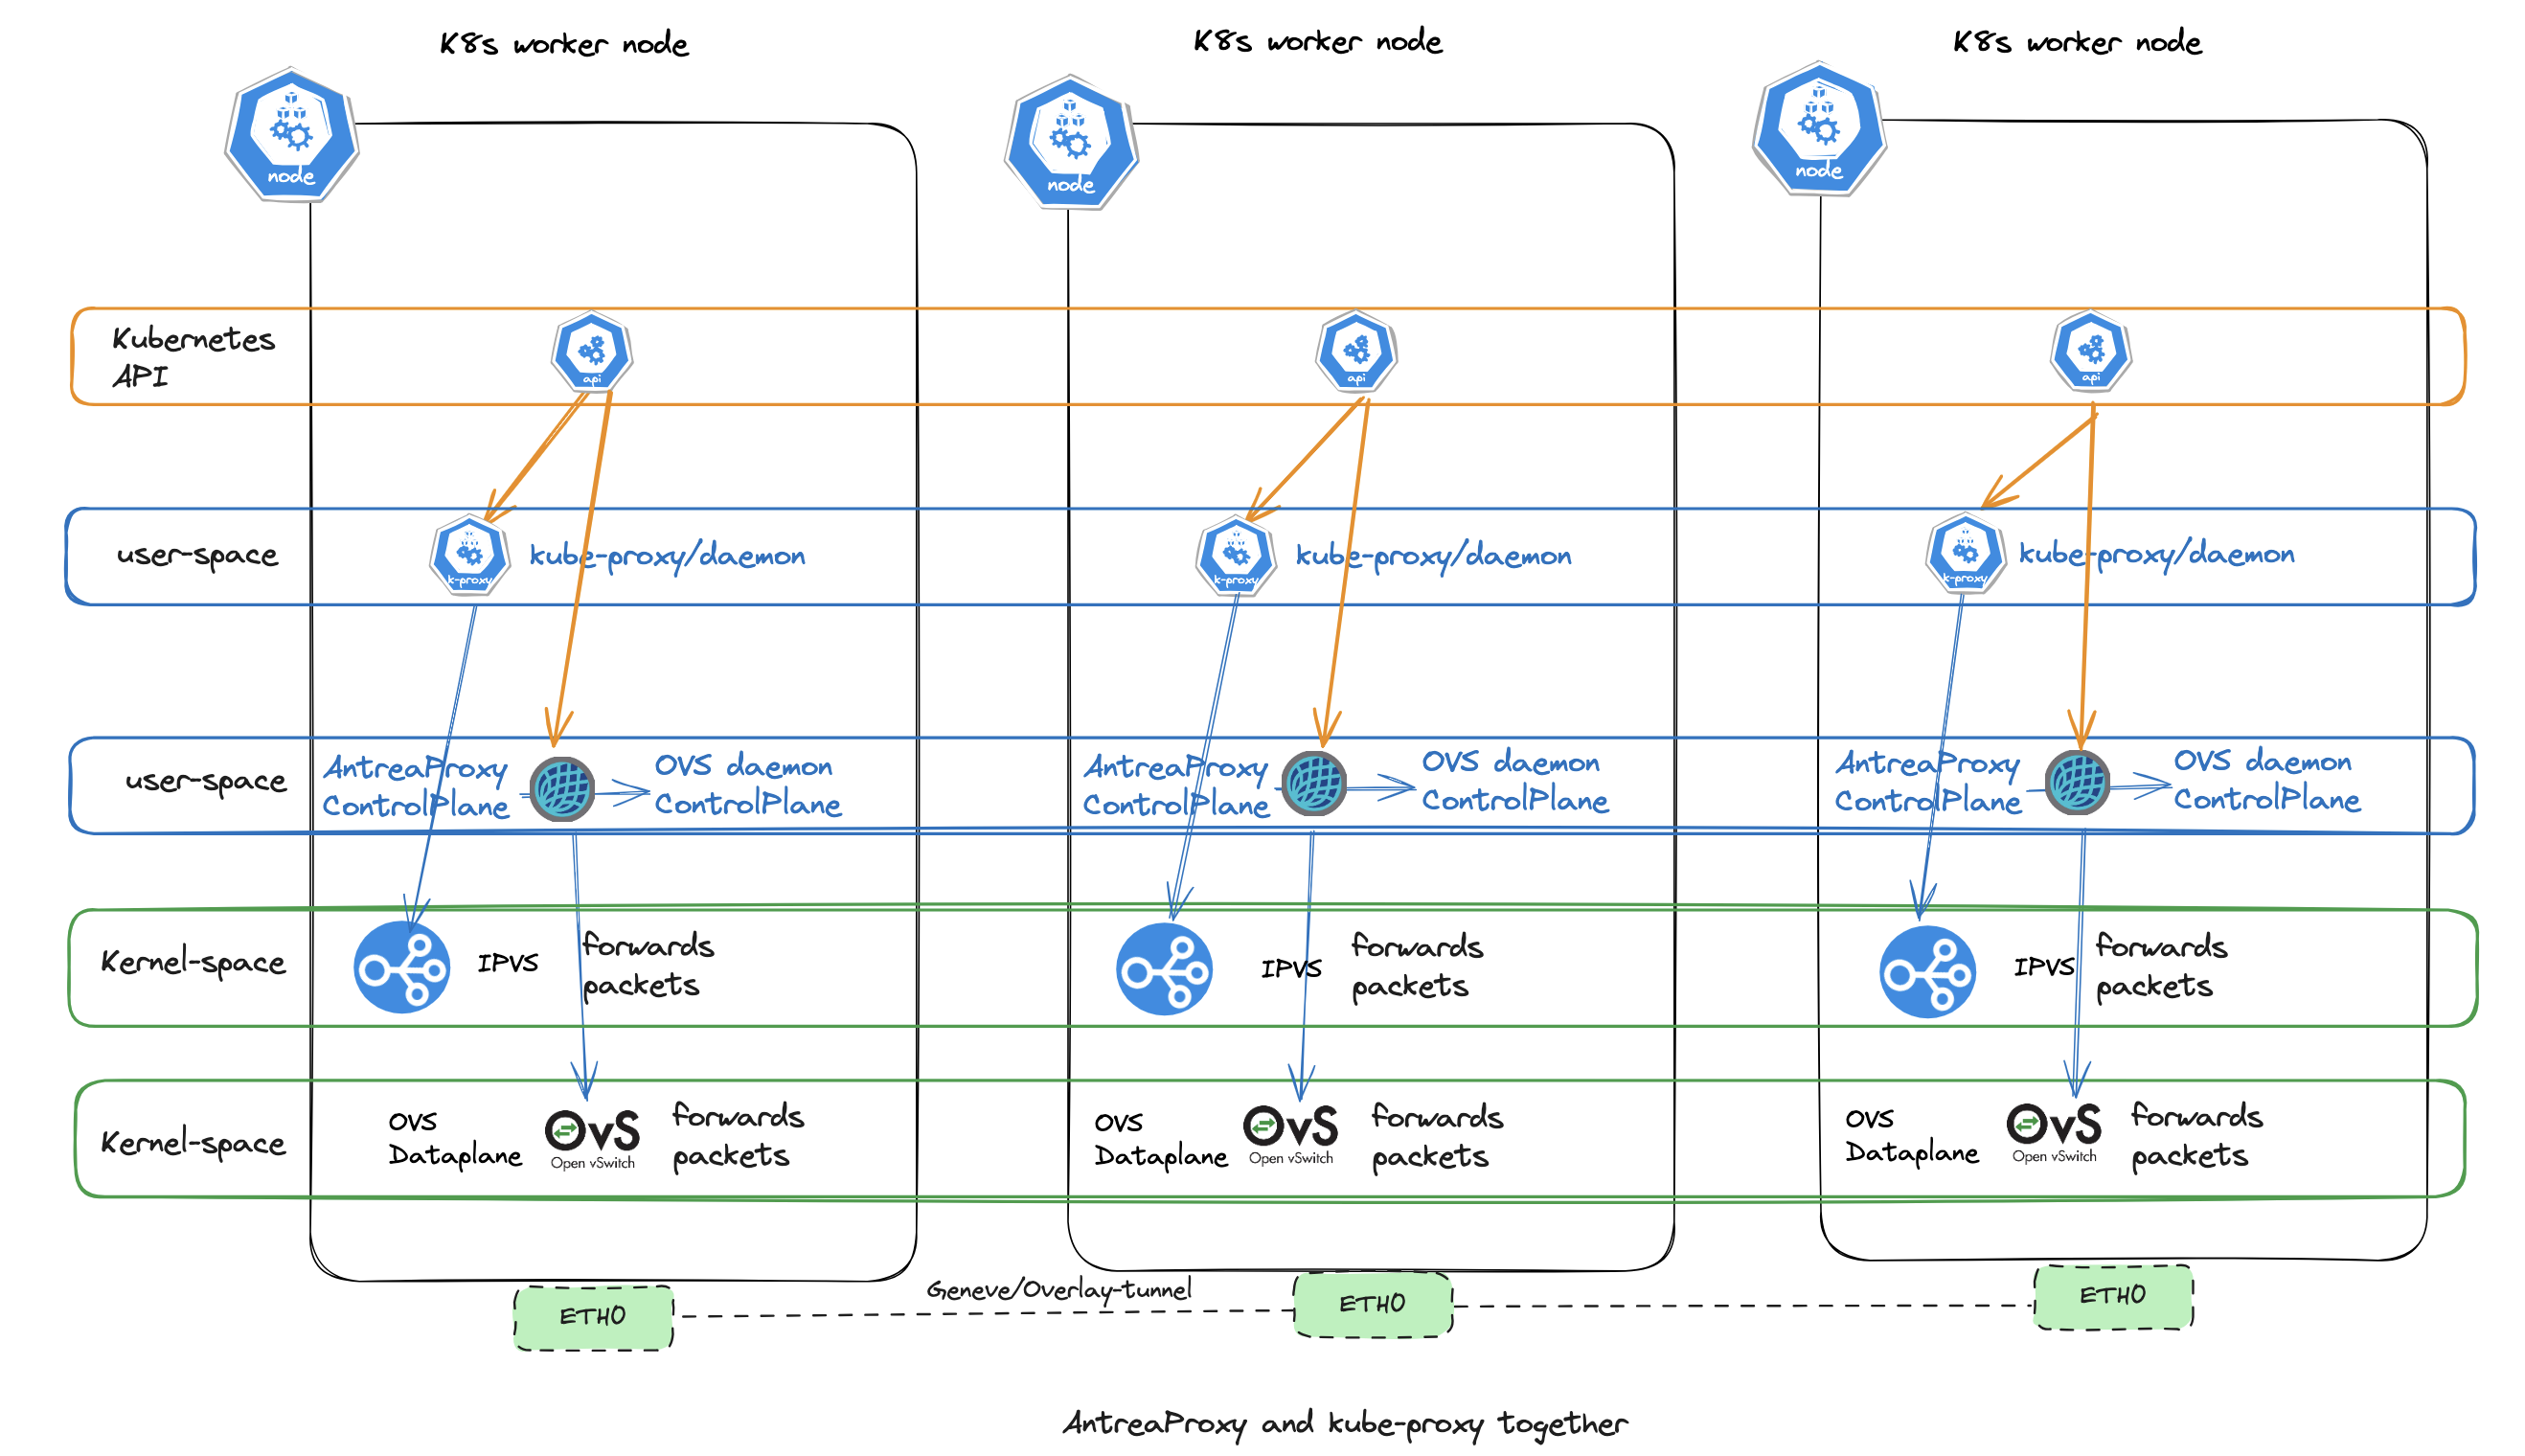 K8s worker node
K8s worker node
K8s worker node
node
node
node
Kubernetes
API
api
api
api
user-space
k-proxy
kube-proxy/daemon
k-proxy
kube-proxy/daemon
k-proxy
kube-proxy/daemon
user-space
AntreaProxy
ControlPlane
OVS daemon
ControlPlane
AntreaProxy
ControlPlane
OVS daemon
ControlPlane
AntreaProxy
ControlPlane
OVS daemon
ControlPlane
Kernel-space
IPVS
forwards
packets
IPVS
forwards
packets
IPVS
forwards
packets
Kernel-space
OVS
Dataplane
OvS
Open vSwitch
forwards
packets
OVS
Dataplane
OvS
Open vSwitch
forwards
packets
OVS
Dataplane
OvS
Open vSwitch
forwards
packets
ETH0
Geneve/Overlay-tunnel
ETH0
ETH0
AntreaProxy and kube-proxy together